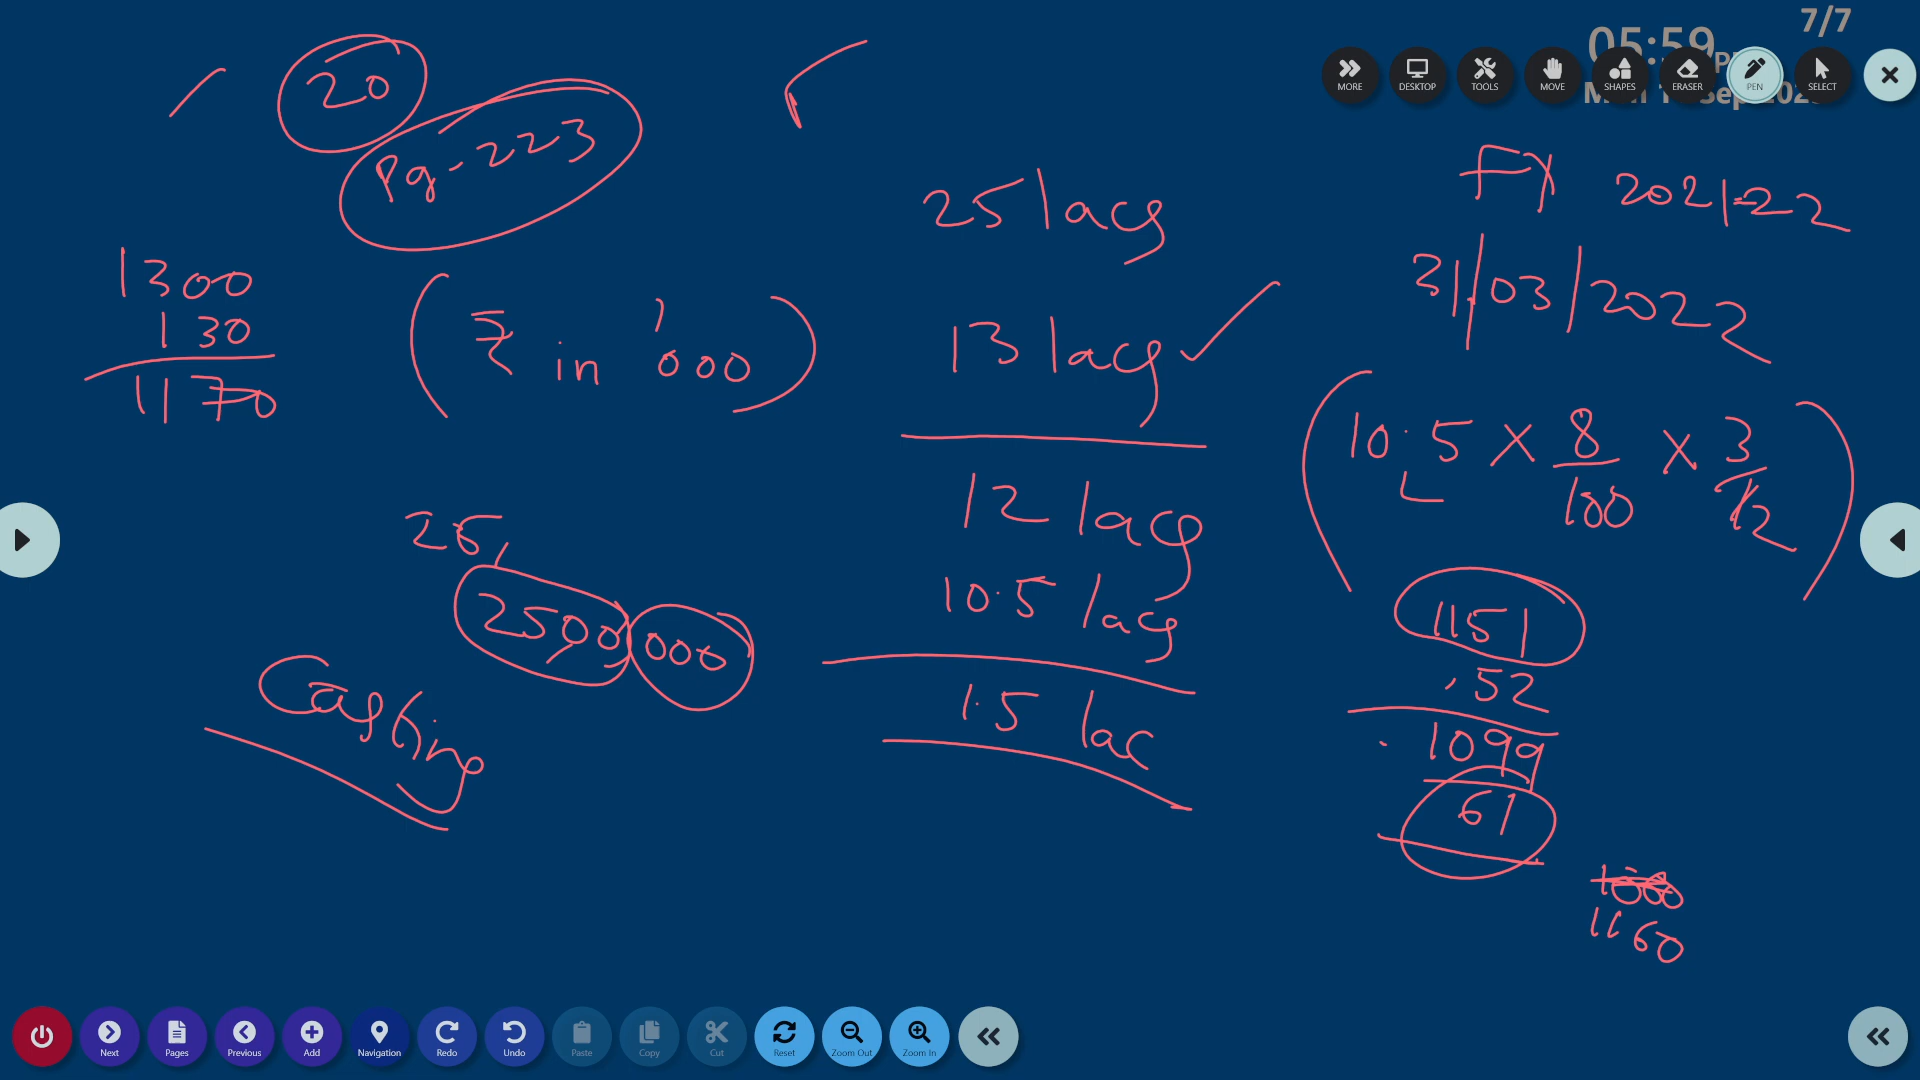 7/7
05:59
MORE
DESKTOP
TOOLS
MOVE
SHAPES
ERASER
PEN
SELECT
20
Pg-223
1300
130
1170
(₹ in '000)
25,
2500000
Casting
25 lacs
13 lacs
12 lacs
10.5 lacs
1.5 lac
FY 2021-22
31/03/2022
(10.5 × 8/100 × 3/12)
1151
.52
1099
61
1000
1160
Next
Pages
Previous
Add
Navigation
Redo
Undo
Paste
Copy
Cut
Reset
Zoom Out
Zoom In